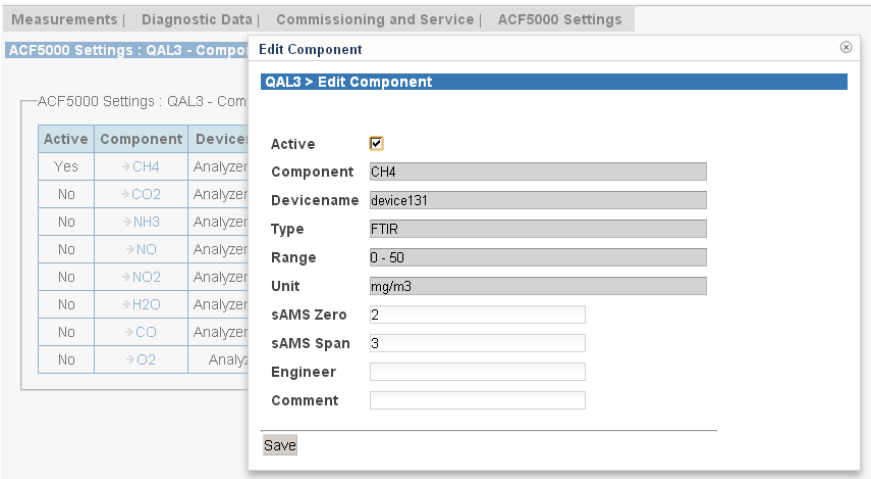 Measurements | Diagnostic Data | Commissioning and Service | ACF5000 Settings
ACF5000 Settings : QAL3 - Compo
ACF5000 Settings : QAL3 - Com
Active Component Device
Yes CH4 Analyzer
No CO2 Analyzer
No NH3 Analyzer
No NO Analyzer
No NO2 Analyzer
No H2O Analyzer
No CO Analyzer
No O2 Analyz
Edit Component
QAL3 > Edit Component
Active
Component CH4
Devicename device131
Type FTIR
Range 0 - 50
Unit mg/m3
sAMS Zero 2
sAMS Span 3
Engineer
Comment
Save